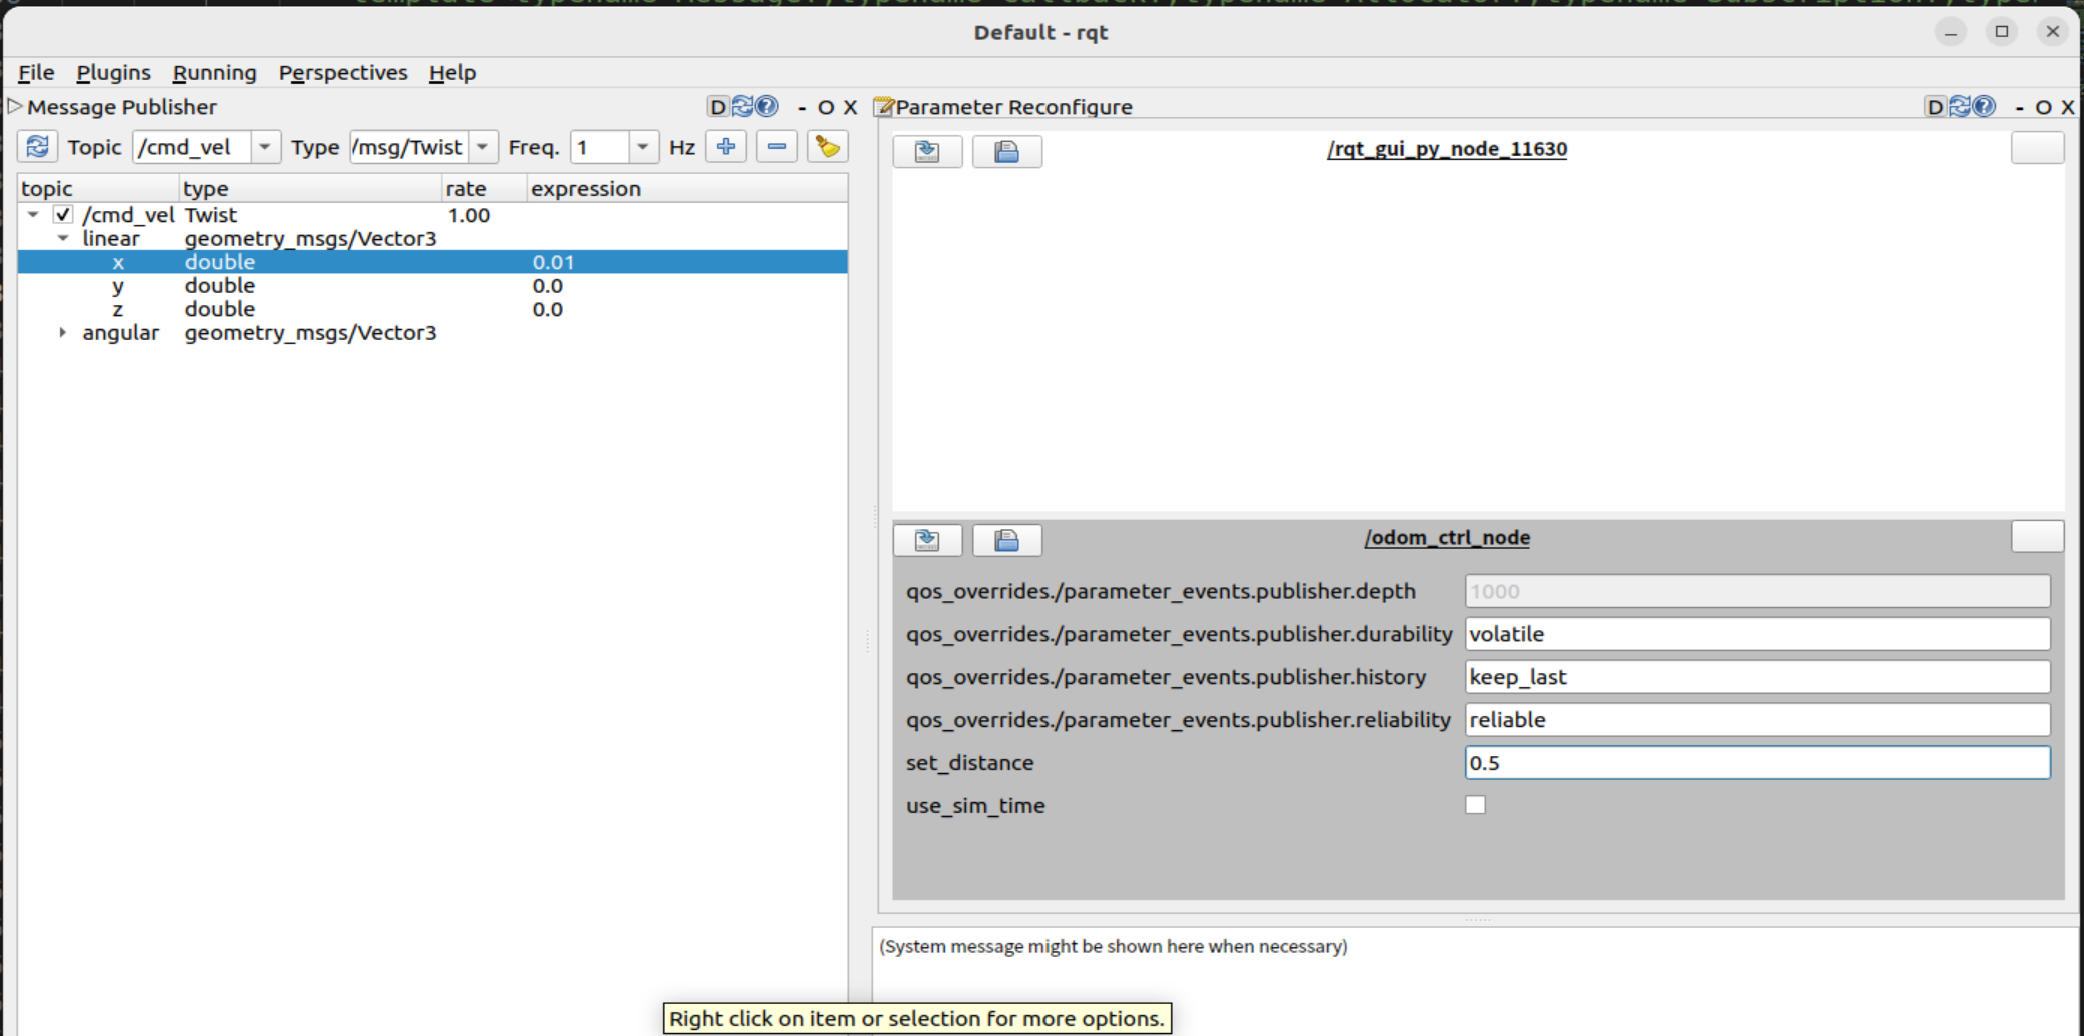 Default - rqt
File Plugins Running Perspectives Help
Message Publisher D - O X
Topic /cmd_vel Type /msg/Twist Freq. 1 Hz
topic type rate expression
/cmd_vel Twist 1.00
linear geometry_msgs/Vector3
x double 0.01
y double 0.0
z double 0.0
angular geometry_msgs/Vector3
Parameter Reconfigure D - O X
/rqt_gui_py_node_11630
/odom_ctrl_node
qos_overrides./parameter_events.publisher.depth 1000
qos_overrides./parameter_events.publisher.durability volatile
qos_overrides./parameter_events.publisher.history keep_last
qos_overrides./parameter_events.publisher.reliability reliable
set_distance 0.5
use_sim_time
(System message might be shown here when necessary)
Right click on item or selection for more options.